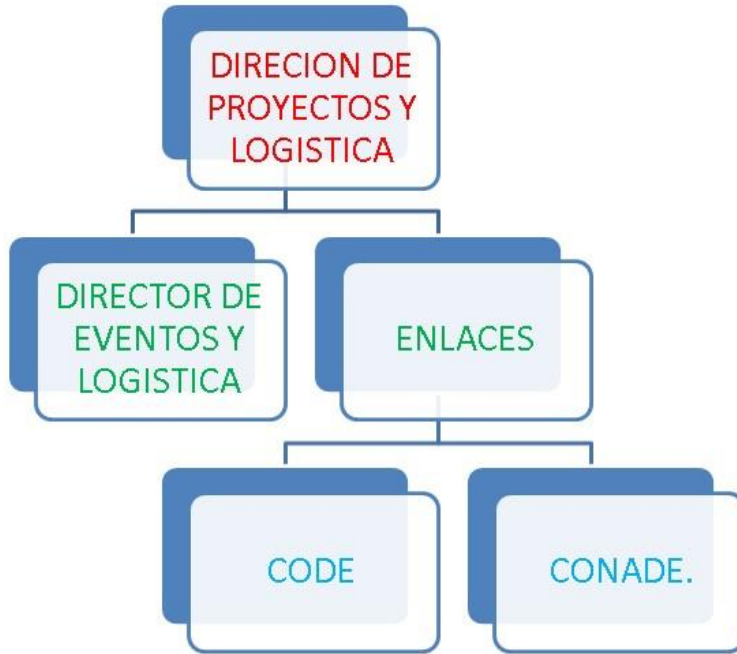 DIRECION DE
PROYECTOS Y
LOGISTICA
DIRECTOR DE
EVENTOS Y
LOGISTICA
ENLACES
CODE
CONADE.